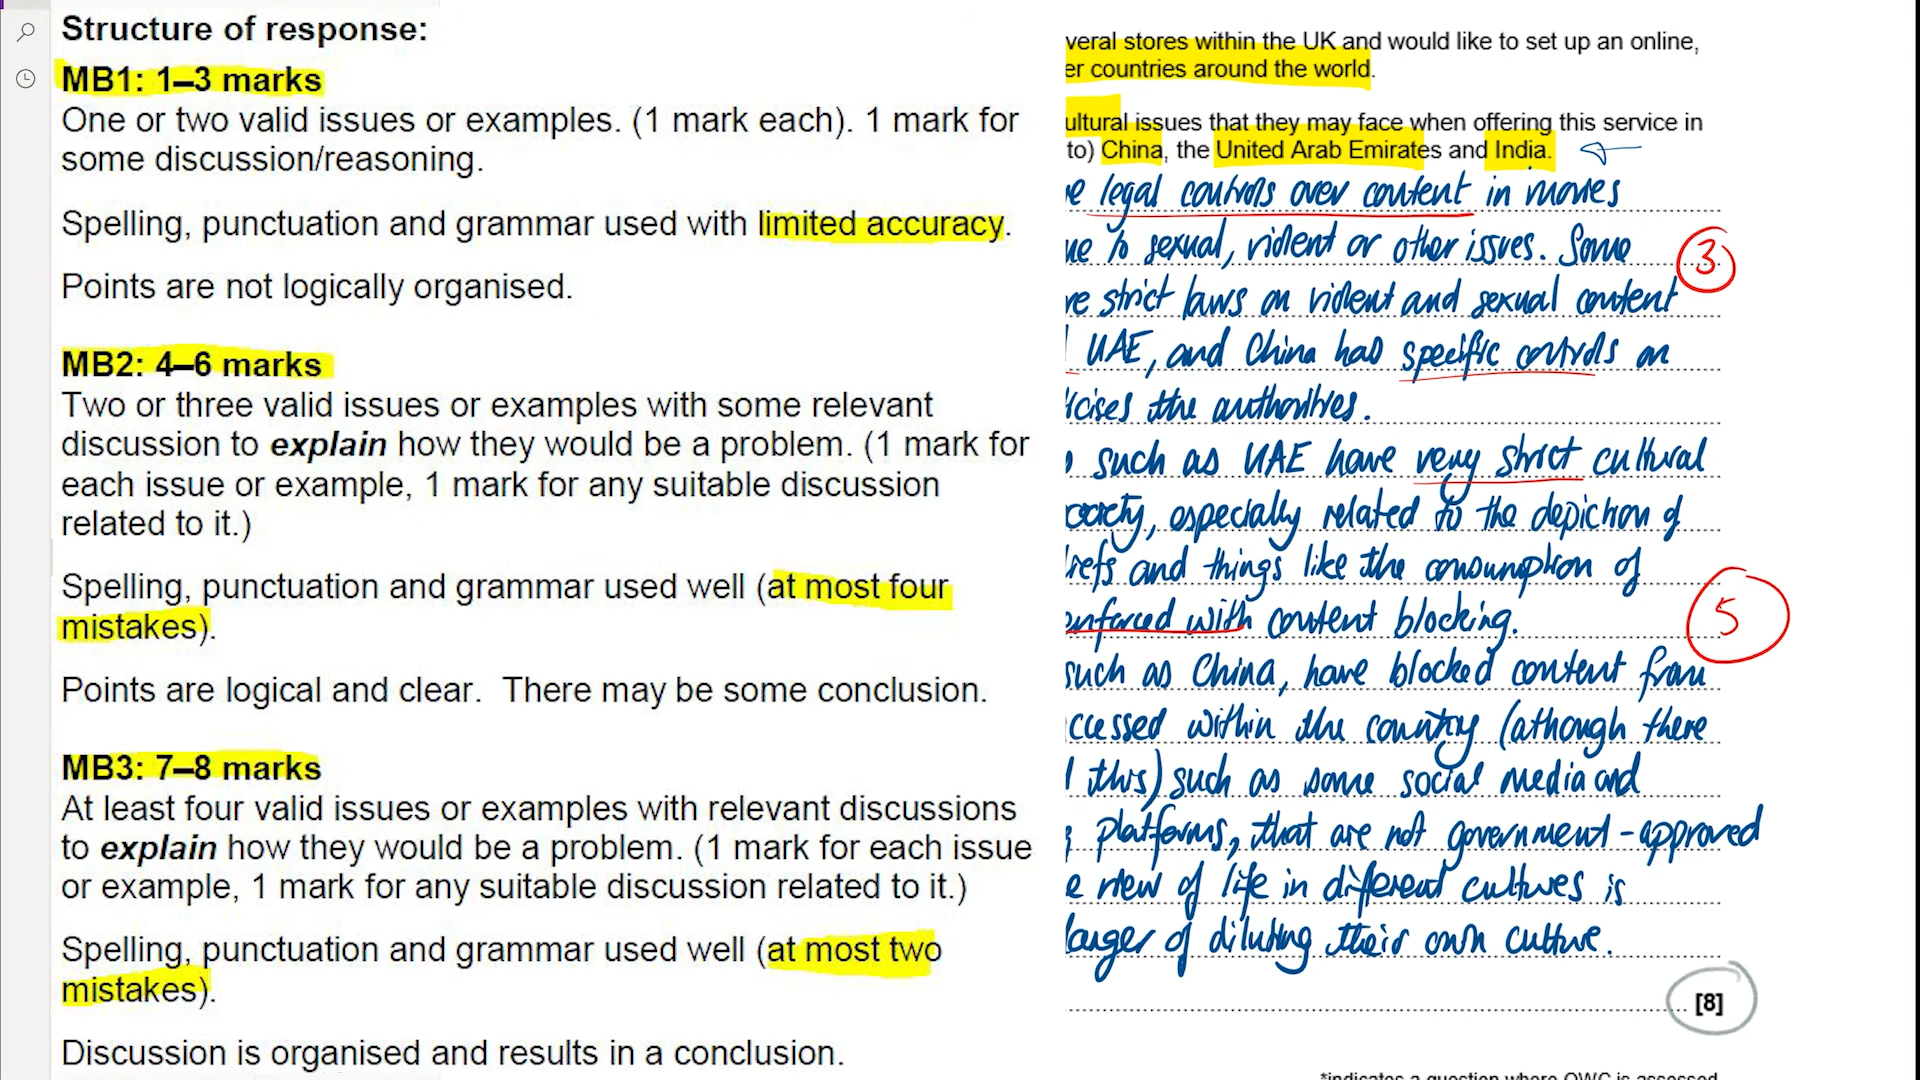 Structure of response:
MB1: 1–3 marks
One or two valid issues or examples. (1 mark each). 1 mark for
some discussion/reasoning.
Spelling, punctuation and grammar used with limited accuracy.
Points are not logically organised.
MB2: 4–6 marks
Two or three valid issues or examples with some relevant
discussion to explain how they would be a problem. (1 mark for
each issue or example, 1 mark for any suitable discussion
related to it.)
Spelling, punctuation and grammar used well (at most four
mistakes).
Points are logical and clear. There may be some conclusion.
MB3: 7–8 marks
At least four valid issues or examples with relevant discussions
to explain how they would be a problem. (1 mark for each issue
or example, 1 mark for any suitable discussion related to it.)
Spelling, punctuation and grammar used well (at most two
mistakes).
Discussion is organised and results in a conclusion.
veral stores within the UK and would like to set up an online,
er countries around the world.
ultural issues that they may face when offering this service in
to) China, the United Arab Emirates and India.
e legal controls over content in movies
ue to sexual, violent or other issues. Some
3
ve strict laws on violent and sexual content
UAE, and China has specific controls on
icises the authorities.
such as UAE have very strict cultural
ociety, especially related to the depiction of
liefs and things like the consumption of
enforced with content blocking.
5
such as China, have blocked content from
ccessed within the country (athough there
this) such as some social media and
platforms, that are not government-approved
e view of life in different cultures is
danger of diluting their own culture.
[8]
*indicates a question where QWC is assessed